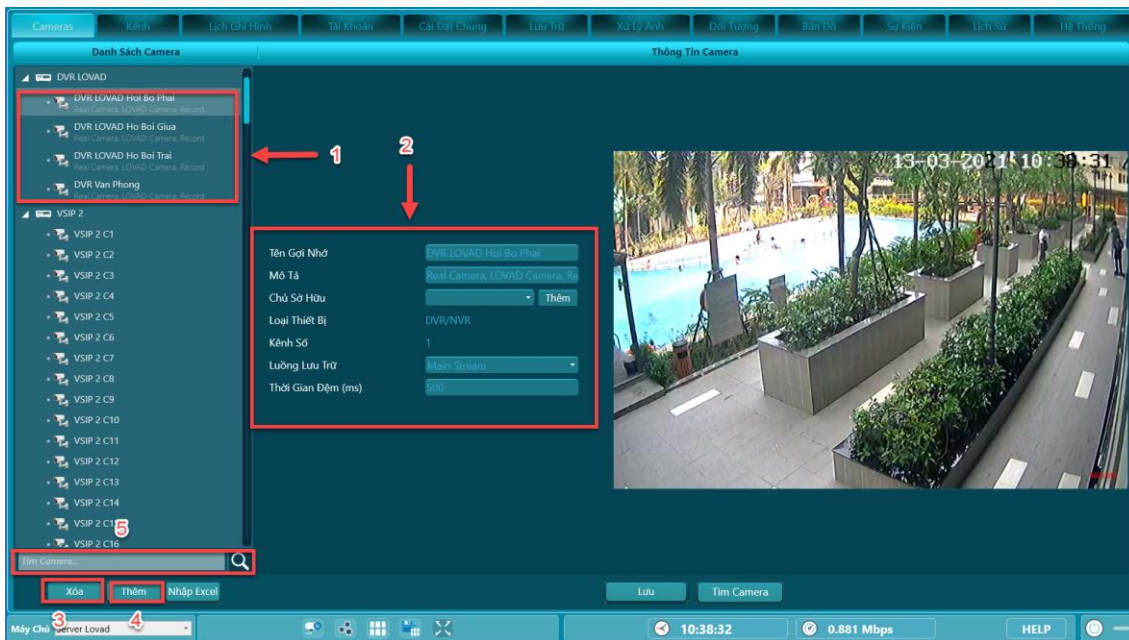 Cameras Kênh Lịch Ghi Hình Tài Khoản Cài Đặt Chung Lưu Trữ Xử Lý Ảnh Đối Tượng Bản Đồ Sự Kiện Lịch Sử Hệ Thống
Danh Sách Camera Thông Tin Camera
DVR LOVAD
DVR LOVAD Hoi Bo Phai
Real Camera, LOVAD Camera, Record
DVR LOVAD Ho Boi Giua
Real Camera, LOVAD Camera, Record
DVR LOVAD Ho Boi Trai
Real Camera, LOVAD Camera, Record
DVR Van Phong
Real Camera, LOVAD Camera, Record
VSIP 2
VSIP 2 C1
VSIP 2 C2
VSIP 2 C3
VSIP 2 C4
VSIP 2 C5
VSIP 2 C6
VSIP 2 C7
VSIP 2 C8
VSIP 2 C9
VSIP 2 C10
VSIP 2 C11
VSIP 2 C12
VSIP 2 C13
VSIP 2 C14
VSIP 2 C16
Tìm Camera...
Xóa Thêm Nhập Excel
1
2
3
4
5
Tên Gợi Nhớ DVR LOVAD Hoi Bo Phai
Mô Tả Real Camera, LOVAD Camera, Re
Chủ Sở Hữu Thêm
Loại Thiết Bị DVR/NVR
Kênh Số 1
Luồng Lưu Trữ Main Stream
Thời Gian Đệm (ms) 500
13-03-2021 10:38:31
Lưu Tìm Camera
Máy Chủ Server Lovad 10:38:32 0.881 Mbps HELP